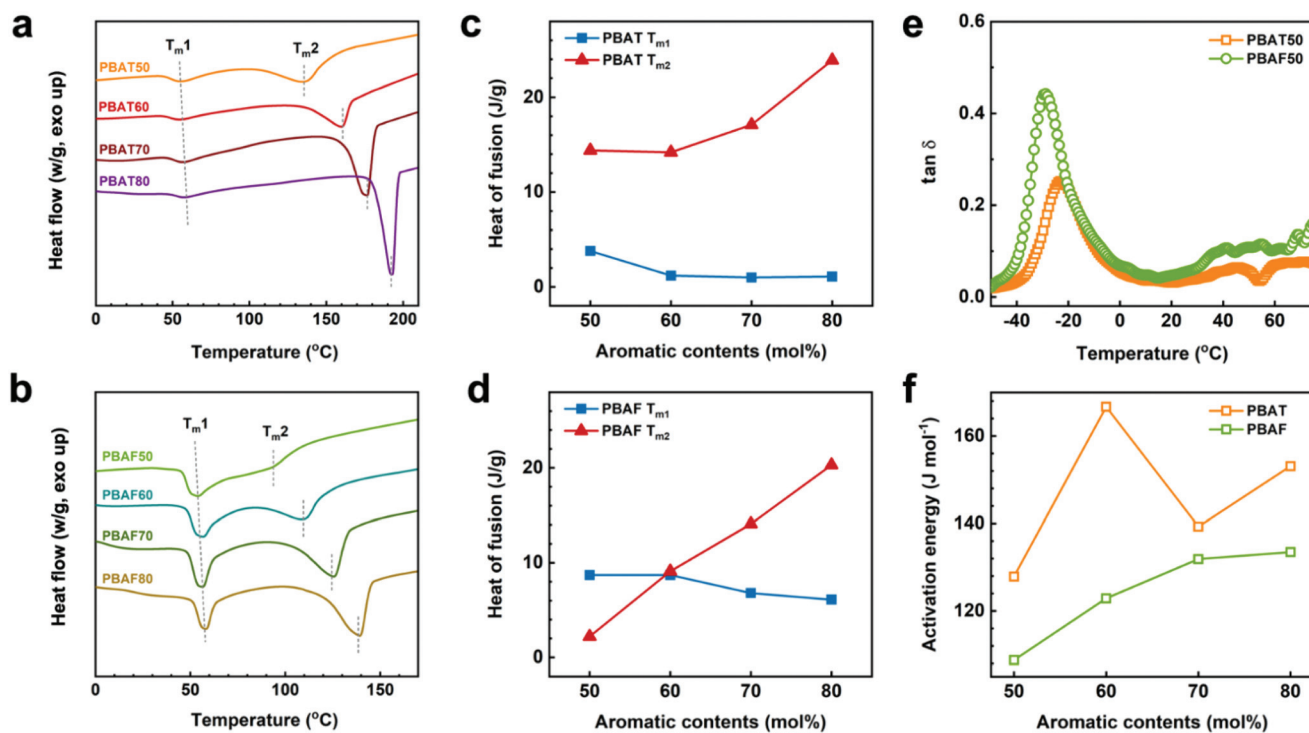 a
Tm1
Tm2
PBAT50
PBAT60
PBAT70
PBAT80
Heat flow (w/g, exo up)
0 50 100 150 200
Temperature (°C)
b
Tm1
Tm2
PBAF50
PBAF60
PBAF70
PBAF80
Heat flow (w/g, exo up)
0 50 100 150
Temperature (°C)
c
PBAT Tm1
PBAT Tm2
Heat of fusion (J/g)
20
10
0
50 60 70 80
Aromatic contents (mol%)
d
PBAF Tm1
PBAF Tm2
Heat of fusion (J/g)
20
10
0
50 60 70 80
Aromatic contents (mol%)
e
PBAT50
PBAF50
tan δ
0.6
0.4
0.2
0.0
-40 -20 0 20 40 60
Temperature (°C)
f
PBAT
PBAF
Activation energy (J mol⁻¹)
160
140
120
50 60 70 80
Aromatic contents (mol%)